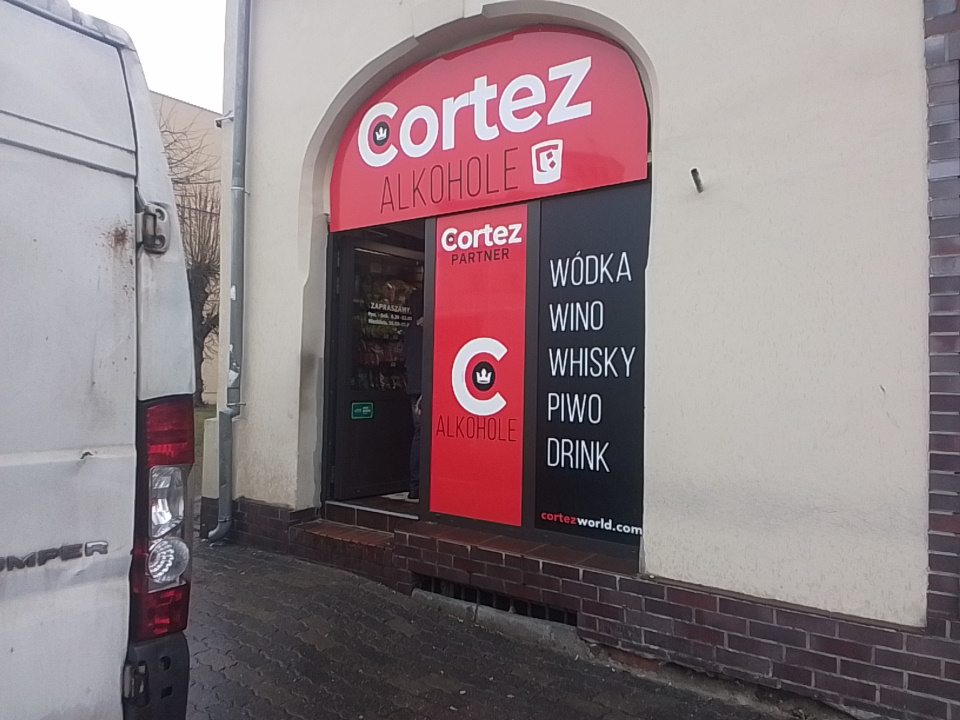 Cortez
ALKOHOLE
Cortez
PARTNER
ZAPRASZAMY
C
ALKOHOLE
WÓDKA
WINO
WHISKY
PIWO
DRINK
cortezworld.com
UMPER